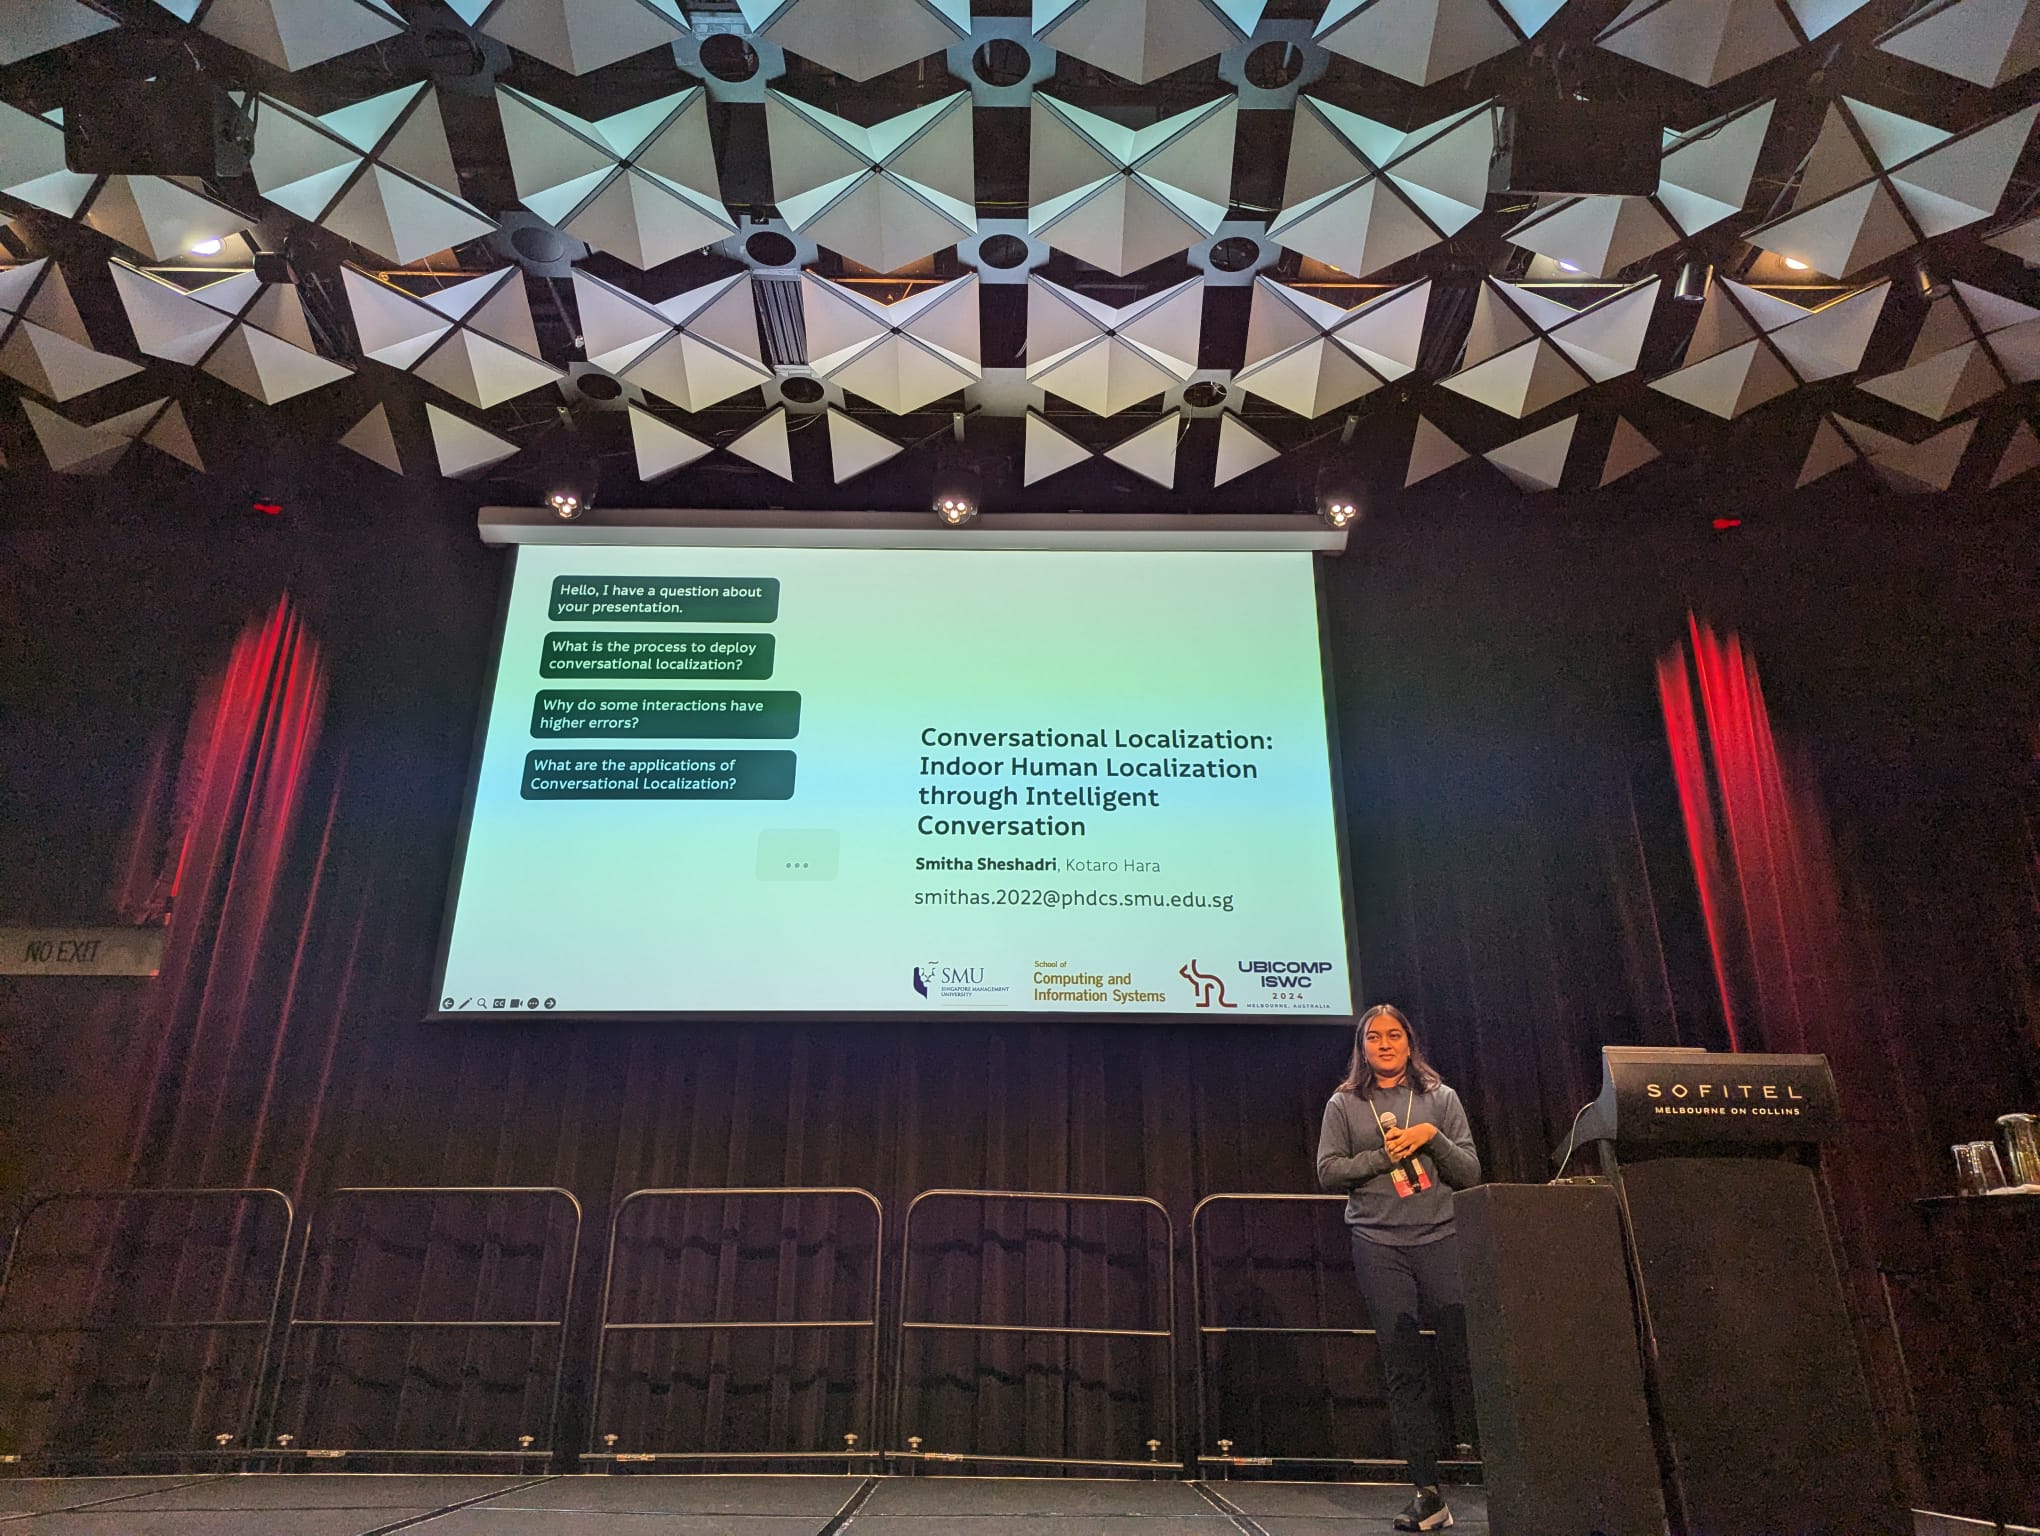 Hello, I have a question about
your presentation.
What is the process to deploy
conversational localization?
Why do some interactions have
higher errors?
What are the applications of
Conversational Localization?
...
Conversational Localization:
Indoor Human Localization
through Intelligent
Conversation
Smitha Sheshadri, Kotaro Hara
smithas.2022@phdcs.smu.edu.sg
SMU
SINGAPORE MANAGEMENT
UNIVERSITY
School of
Computing and
Information Systems
UBICOMP
ISWC
2024
MELBOURNE, AUSTRALIA
CC
NO EXIT
SOFITEL
MELBOURNE ON COLLINS